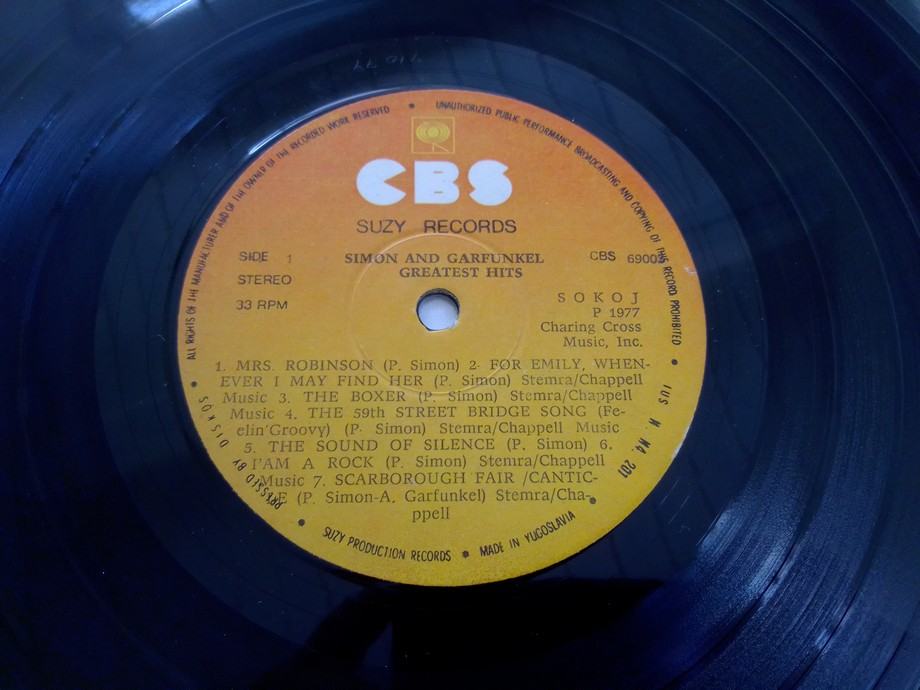 ALL RIGHTS OF THE MANUFACTURER AND OF THE OWNER OF THE RECORDED WORK RESERVED • UNAUTHORIZED PUBLIC PERFORMANCE BROADCASTING AND COPYING OF THIS RECORD PROHIBITED
CBS
SUZY RECORDS
SIDE 1
STEREO
33 RPM
SIMON AND GARFUNKEL
GREATEST HITS
CBS
SOKOJ
P 1977
Charing Cross
Music, Inc.
1. MRS. ROBINSON (P. Simon) 2- FOR EMILY, WHEN-
EVER I MAY FIND HER (P. Simon) Stemra/Chappell
Music 3. THE BOXER (P. Simon) Stemra/Chappell
Music 4. THE 59th STREET BRIDGE SONG (Fe-
elin'Groovy) (P. Simon) Stemra/Chappell Music
5. THE SOUND OF SILENCE (P. Simon) 6.
I'AM A ROCK (P. Simon) Stemra/Chappell
Music 7. SCARBOROUGH FAIR /CANTIC-
(P. Simon-A. Garfunkel) Stemra/Cha-
ppell
PRESSED BY DISKOS
SUZY PRODUCTION RECORDS • MADE IN YUGOSLAVIA
IUS N. N4. 201